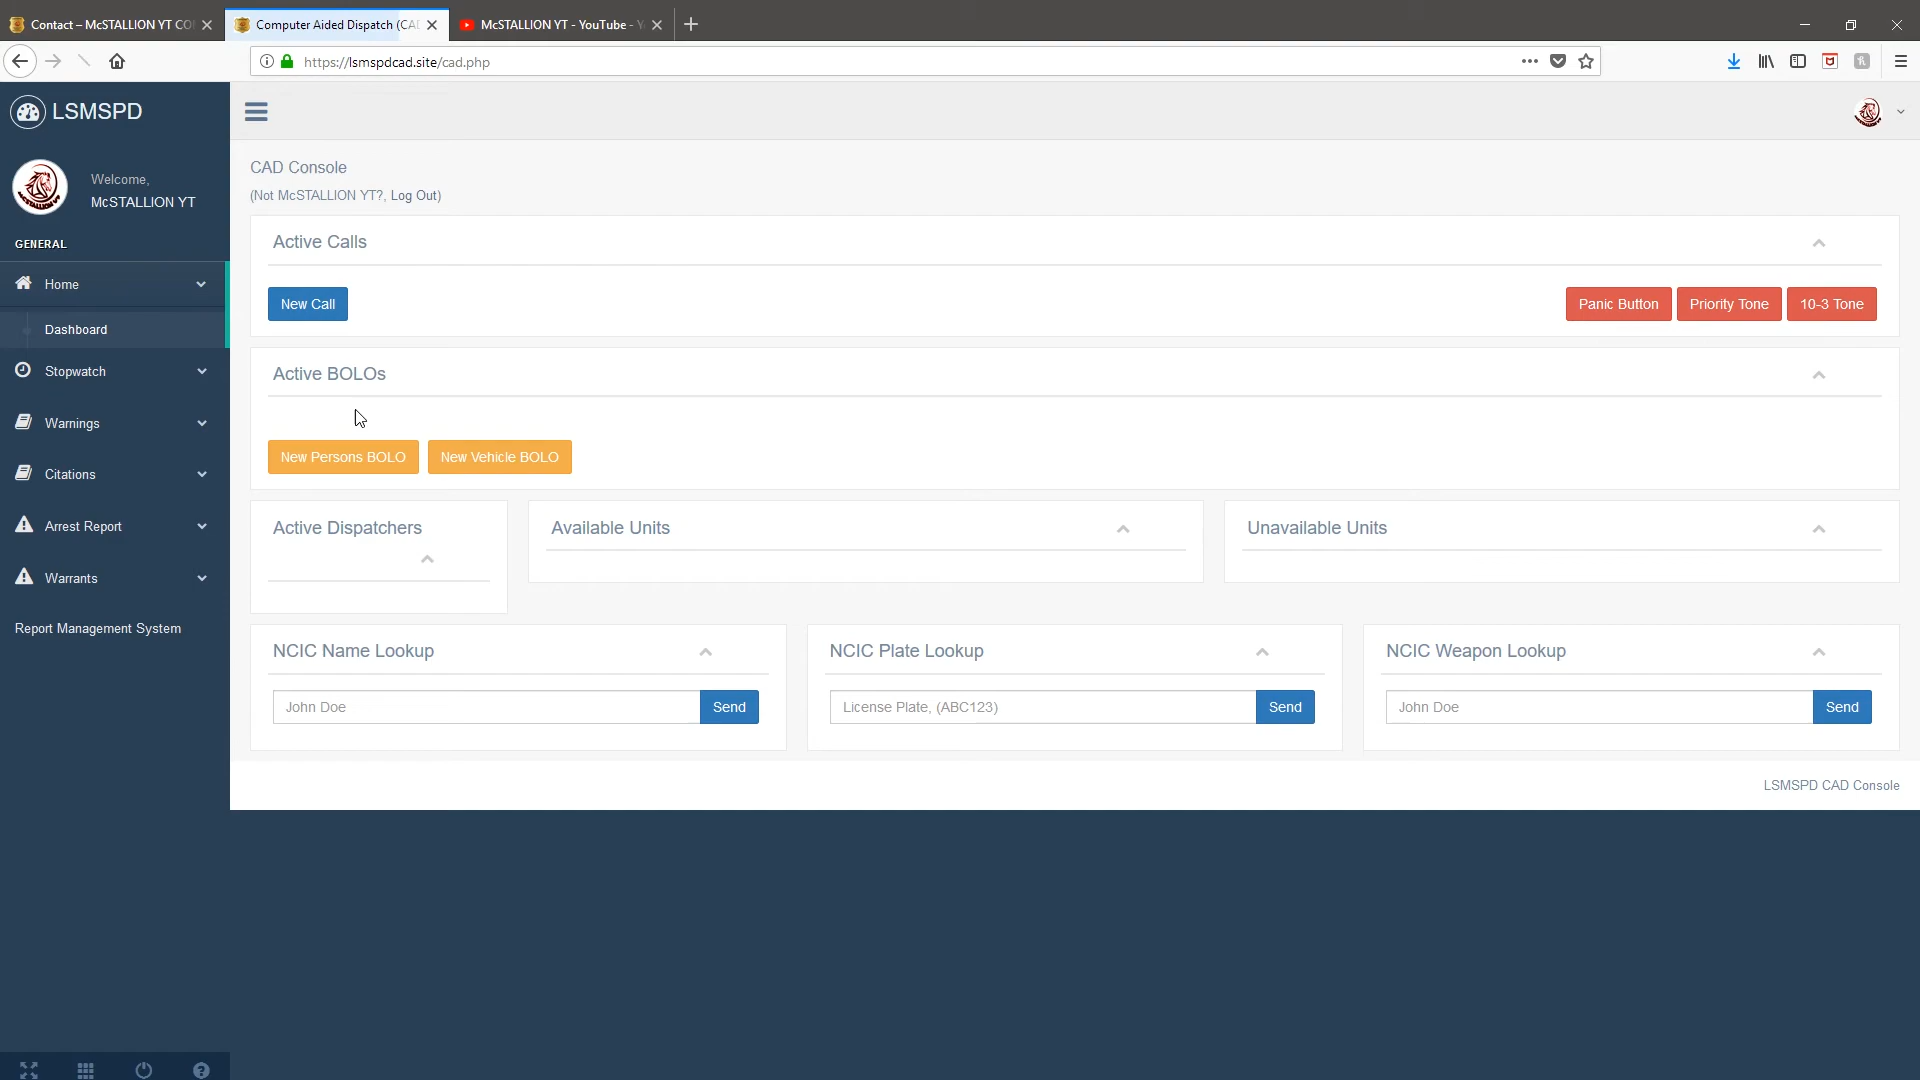 Contact – McSTALLION YT CO
Computer Aided Dispatch (CA
McSTALLION YT - YouTube - Y
https://lsmspdcad.site/cad.php
LSMSPD
Welcome,
McSTALLION YT
GENERAL
Home
Dashboard
Stopwatch
Warnings
Citations
Arrest Report
Warrants
Report Management System
CAD Console
(Not McSTALLION YT?, Log Out)
Active Calls
New Call
Panic Button
Priority Tone
10-3 Tone
Active BOLOs
New Persons BOLO
New Vehicle BOLO
Active Dispatchers
Available Units
Unavailable Units
NCIC Name Lookup
John Doe
Send
NCIC Plate Lookup
License Plate, (ABC123)
Send
NCIC Weapon Lookup
John Doe
Send
LSMSPD CAD Console